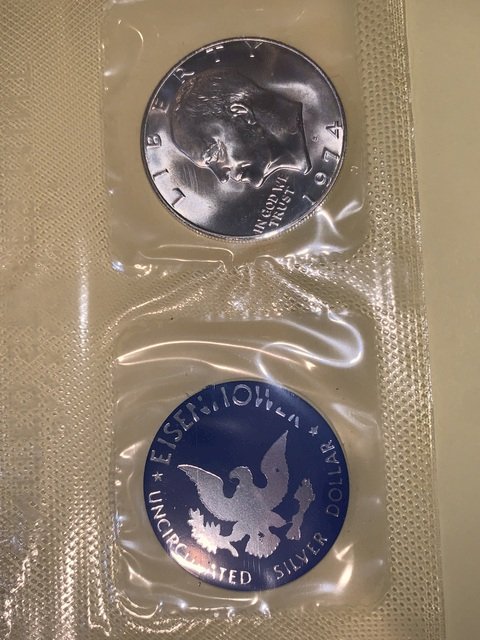 LIBERTY
IN GOD WE
TRUST
1974
S
★ EISENHOWER ★
UNCIRCULATED SILVER DOLLAR